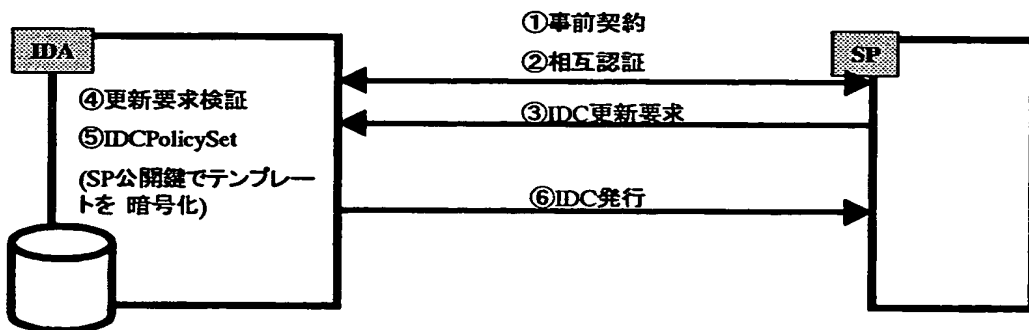 ①事前契約
IDA
SP
②相互認証
④更新要求検証
③IDC更新要求
⑤IDCPolicySet
(SP公開鍵でテンプレー
トを 暗号化)
⑥IDC発行